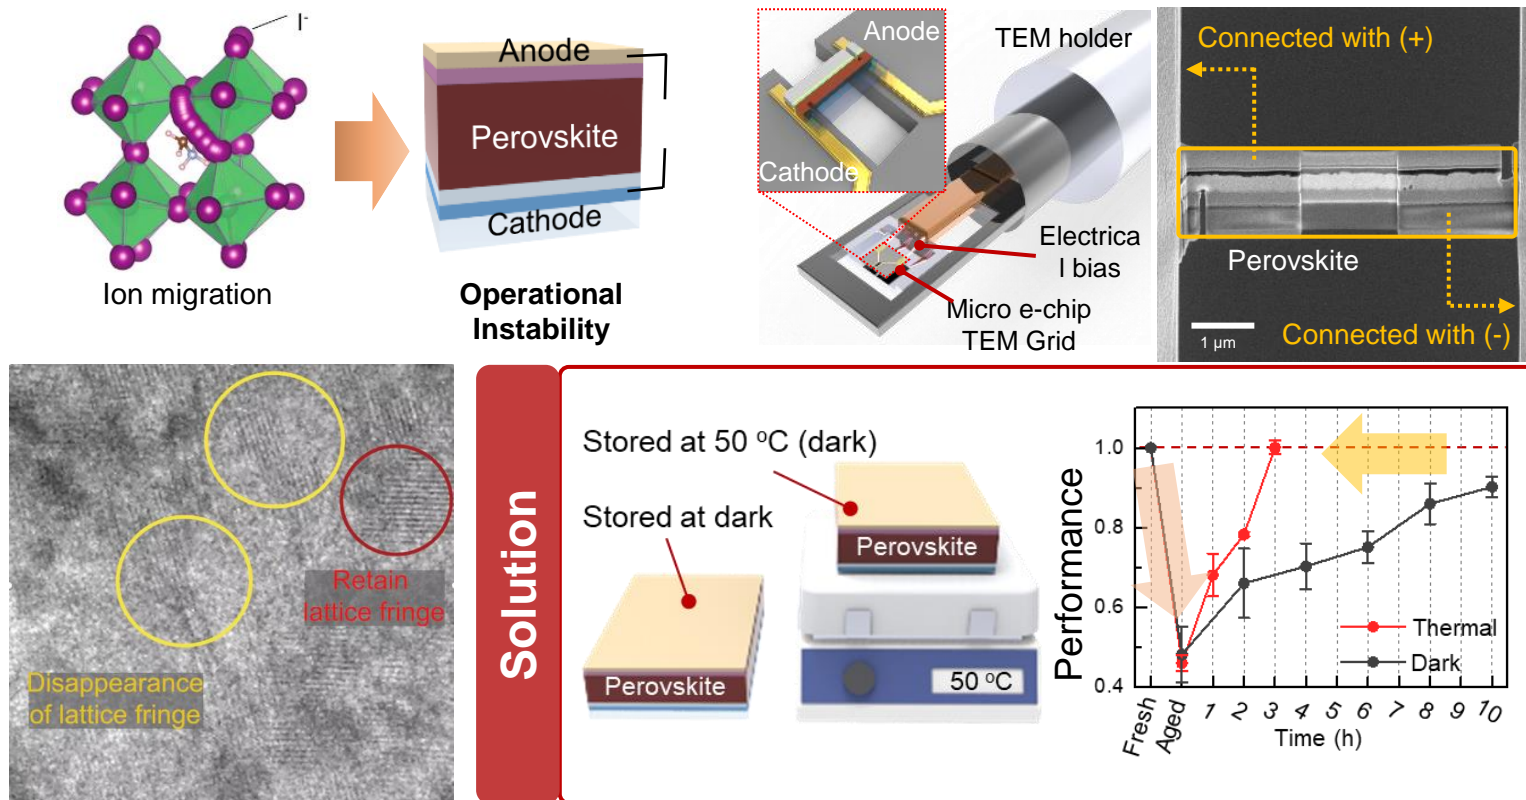 I-
Ion migration
Anode
Perovskite
Cathode
Operational
Instability
Anode
Cathode
TEM holder
Electrica
l bias
Micro e-chip
TEM Grid
Connected with (+)
Perovskite
1 µm
Connected with (-)
Retain
lattice fringe
Disappearance
of lattice fringe
Solution
Stored at 50 °C (dark)
Stored at dark
Perovskite
Perovskite
50 °C
Performance
1.0
0.8
0.6
0.4
Thermal
Dark
Fresh Aged 1 2 3 4 5 6 7 8 9 10
Time (h)